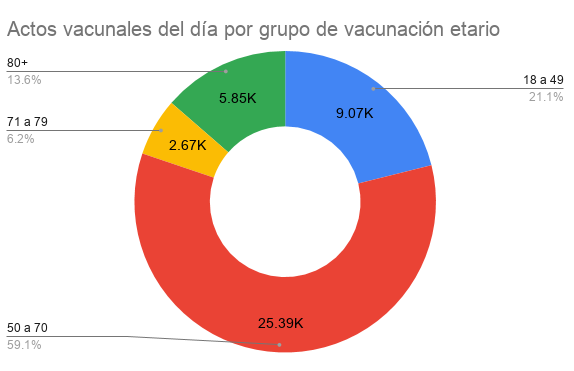 Actos vacunales del día por grupo de vacunación etario
80+
13.6%
18 a 49
21.1%
5.85K
9.07K
71 a 79
6.2%
2.67K
25.39K
50 a 70
59.1%